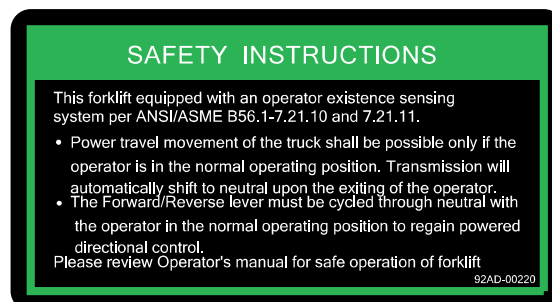 SAFETY INSTRUCTIONS
This forklift equipped with an operator existence sensing
system per ANSI/ASME B56.1-7.21.10 and 7.21.11.
• Power travel movement of the truck shall be possible only if the
operator is in the normal operating position. Transmission will
automatically shift to neutral upon the exiting of the operator.
• The Forward/Reverse lever must be cycled through neutral with
the operator in the normal operating position to regain powered
directional control.
Please review Operator's manual for safe operation of forklift
92AD-00220